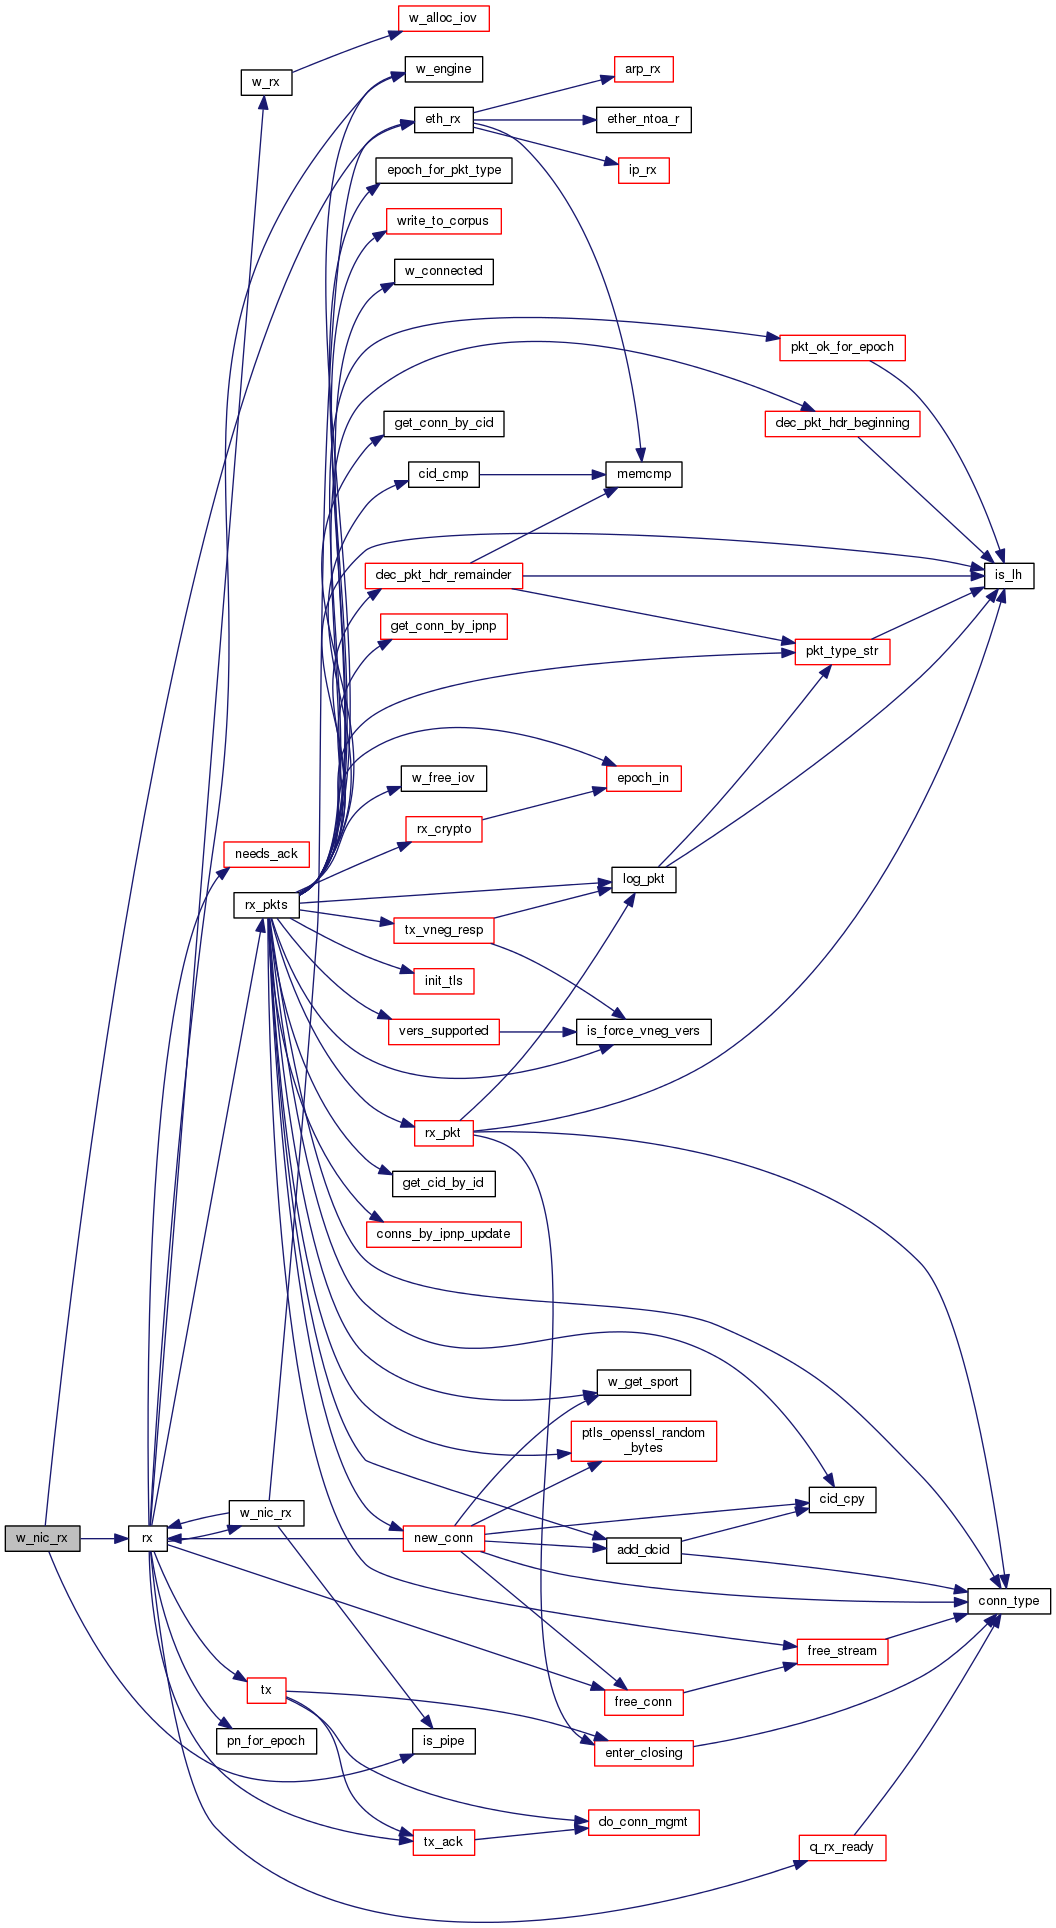 w_alloc_iov
w_rx
w_engine
arp_rx
eth_rx
ether_ntoa_r
epoch_for_pkt_type
ip_rx
write_to_corpus
w_connected
pkt_ok_for_epoch
get_conn_by_cid
dec_pkt_hdr_beginning
cid_cmp
memcmp
dec_pkt_hdr_remainder
is_lh
get_conn_by_ipnp
pkt_type_str
w_free_iov
epoch_in
rx_crypto
needs_ack
log_pkt
rx_pkts
tx_vneg_resp
init_tls
vers_supported
is_force_vneg_vers
rx_pkt
get_cid_by_id
conns_by_ipnp_update
w_get_sport
ptls_openssl_random
_bytes
cid_cpy
w_nic_rx
w_nic_rx
rx
new_conn
add_dcid
conn_type
free_stream
tx
free_conn
pn_for_epoch
is_pipe
enter_closing
do_conn_mgmt
tx_ack
q_rx_ready